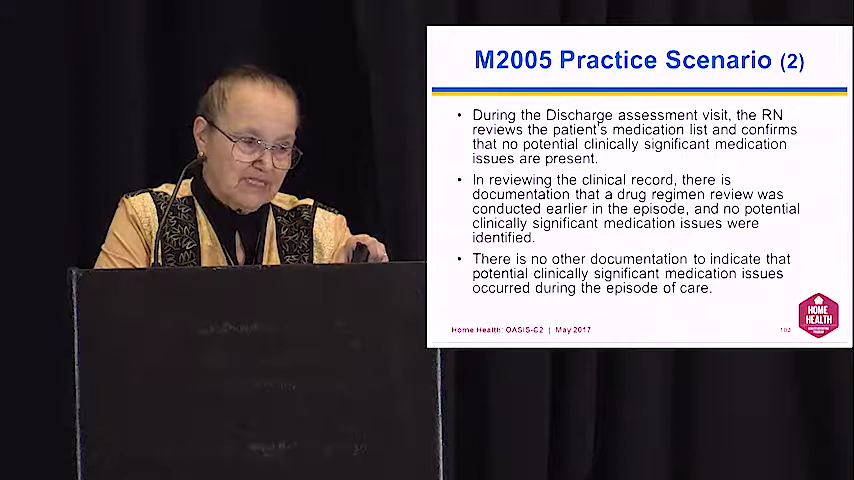 M2005 Practice Scenario (2)
• During the Discharge assessment visit, the RN
reviews the patient's medication list and confirms
that no potential clinically significant medication
issues are present.
• In reviewing the clinical record, there is
documentation that a drug regimen review was
conducted earlier in the episode, and no potential
clinically significant medication issues were
identified.
• There is no other documentation to indicate that
potential clinically significant medication issues
occurred during the episode of care.
HOME
HEALTH
Home Health: OASIS-C2 | May 2017